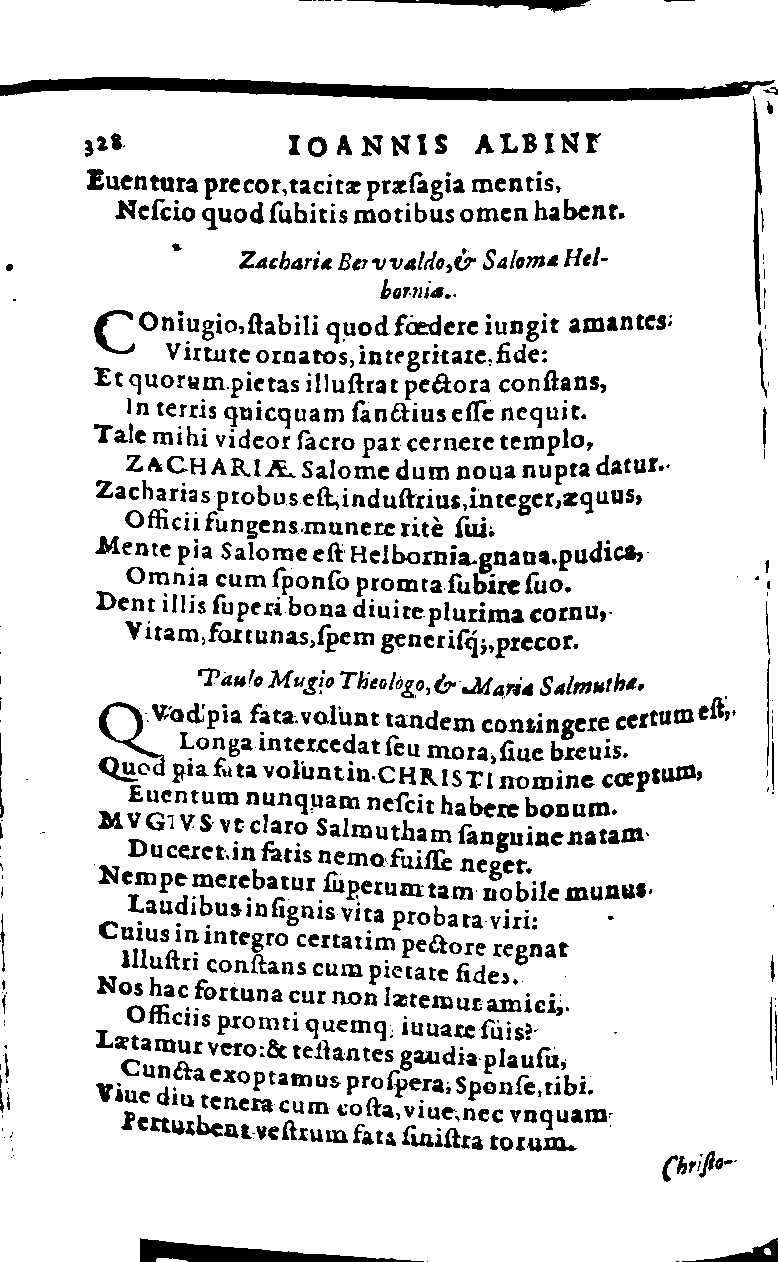 328 IOANNIS ALBINI
Euentura precor, tacitæ præſagia mentis,
Neſcio quod ſubitis motibus omen habent.
Zachariæ Bervvaldo, & Salomæ Hel-
borniæ.
COniugio, ſtabili quod fœdere iungit amantes:
Virtute ornatos, integritate, fide:
Et quorum pietas illuſtrat pectora conſtans,
In terris quicquam ſanctius eſſe nequit.
Tale mihi videor ſacro par cernere templo,
ZACHARIÆ Salome dum noua nupta datur.
Zacharias probus eſt, induſtrius, integer, æquus,
Officii fungens munere ritè ſui.
Mente pia Salome eſt Helbornia gnaua, pudica,
Omnia cum ſponſo promta ſubire ſuo.
Dent illis ſuperi bona diuite plurima cornu,
Vitam, fortunas, ſpem generiſq́;, precor.
Paulo Mugio Theologo, & Mariæ Salmuthæ.
QVod pia fata volunt tandem contingere certum eſt,
Longa intercedat ſeu mora, ſiue breuis.
Quod pia fata volunt in CHRISTI nomine cœptum,
Euentum nunquam neſcit habere bonum.
MVGIVS vt claro Salmutham ſanguine natam
Duceret, in fatis nemo fuiſſe neget.
Nempe merebatur ſuperum tam nobile munus
Laudibus inſignis vita probata viri:
Cuius in integro certatim pectore regnat
Illuſtri conſtans cum pietate fides.
Nos hac fortuna cur non lætemur amici,
Officiis promti quemq; iuuare ſuis?
Lætamur vero: & teſtantes gaudia plauſu,
Cuncta exoptamus proſpera, Sponſe, tibi.
Viue diu tenera cum coſta, viue, nec vnquam
Perturbent veſtrum fata ſiniſtra torum.
Chriſto-